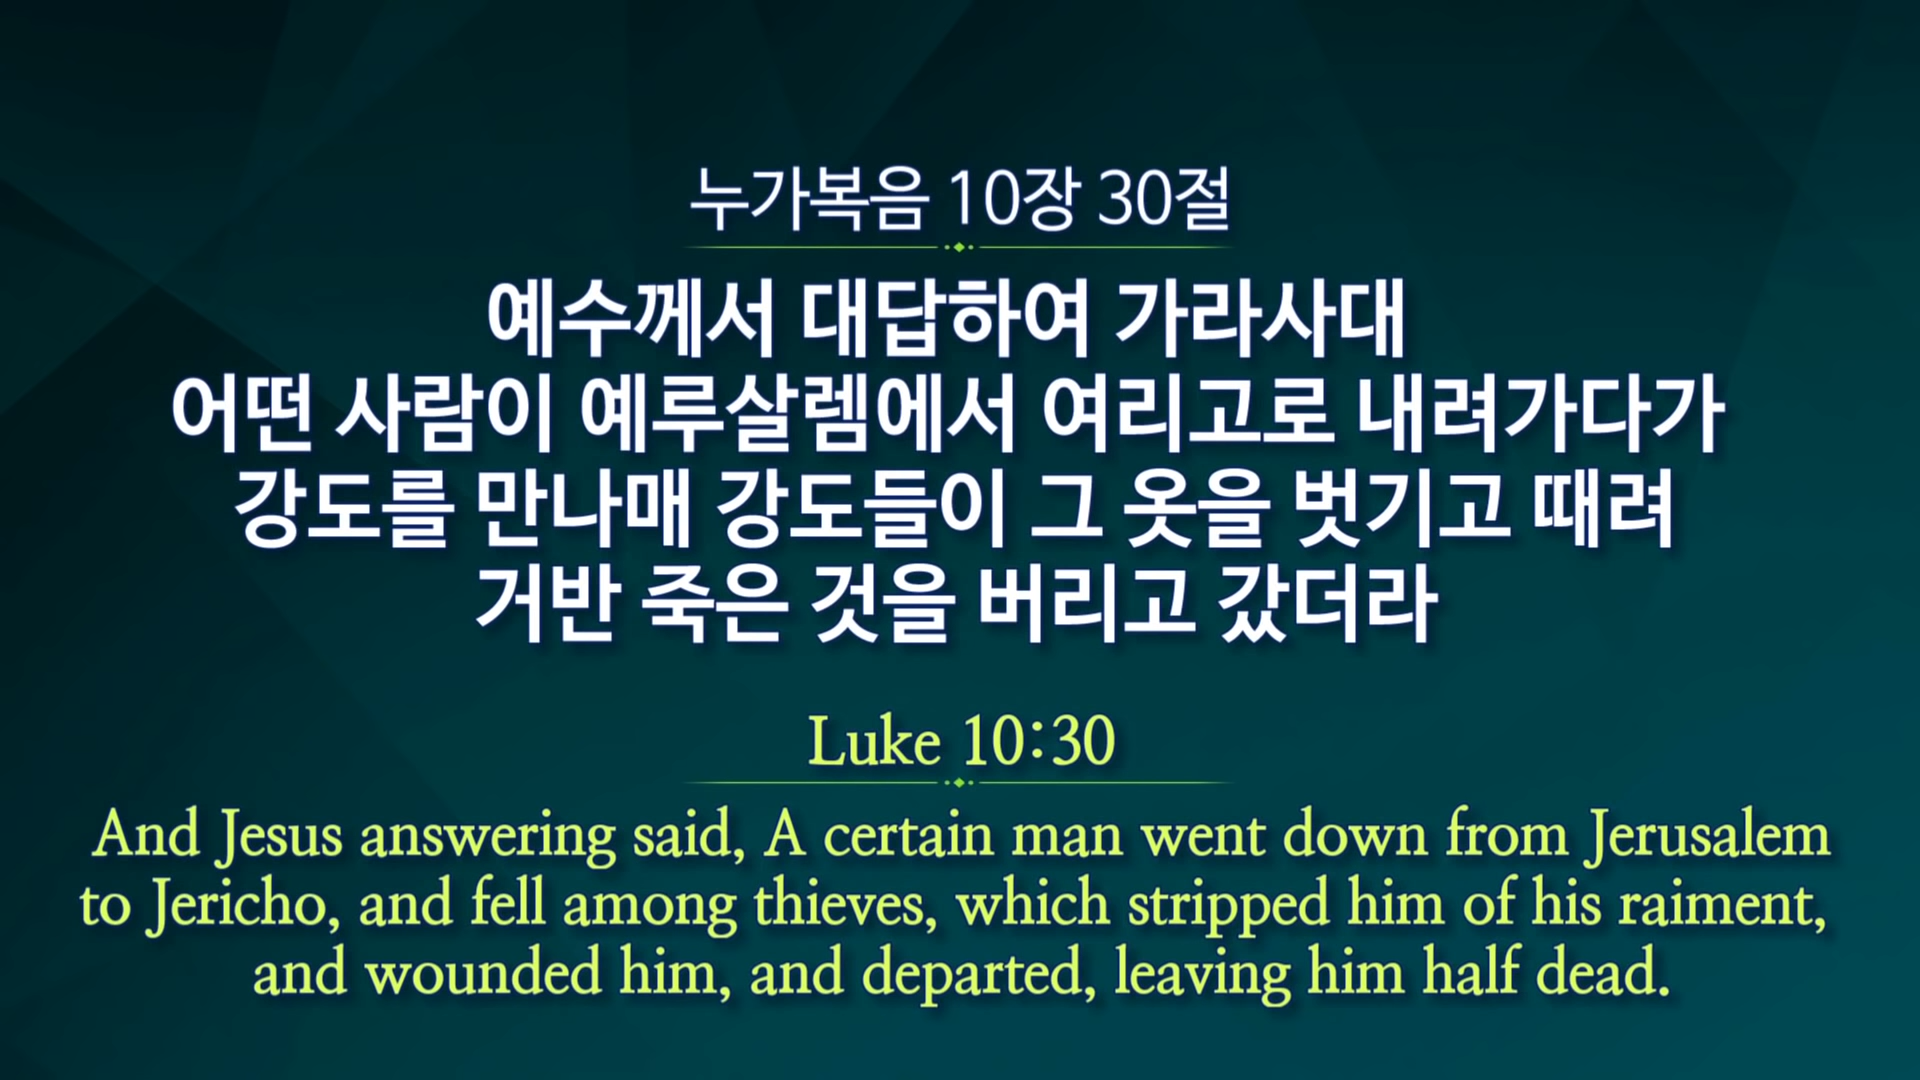 누가복음 10장 30절
예수께서 대답하여 가라사대
어떤 사람이 예루살렘에서 여리고로 내려가다가
강도를 만나매 강도들이 그 옷을 벗기고 때려
거반 죽은 것을 버리고 갔더라
Luke 10:30
And Jesus answering said, A certain man went down from Jerusalem
to Jericho, and fell among thieves, which stripped him of his raiment,
and wounded him, and departed, leaving him half dead.